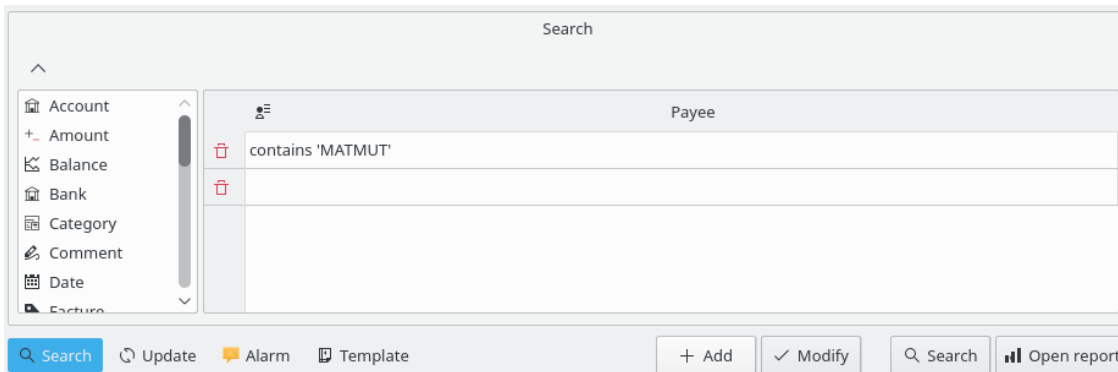 Search
Account
Amount
Balance
Bank
Category
Comment
Date
Facture
Payee
contains 'MATMUT'
Search Update Alarm Template
Add Modify Search Open report